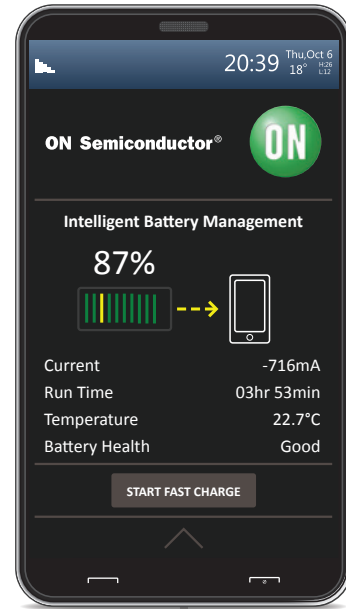 20:39
Thu,Oct 6
18° H:26
L:12
ON Semiconductor®
ON
Intelligent Battery Management
87%
Current -716mA
Run Time 03hr 53min
Temperature 22.7°C
Battery Health Good
START FAST CHARGE